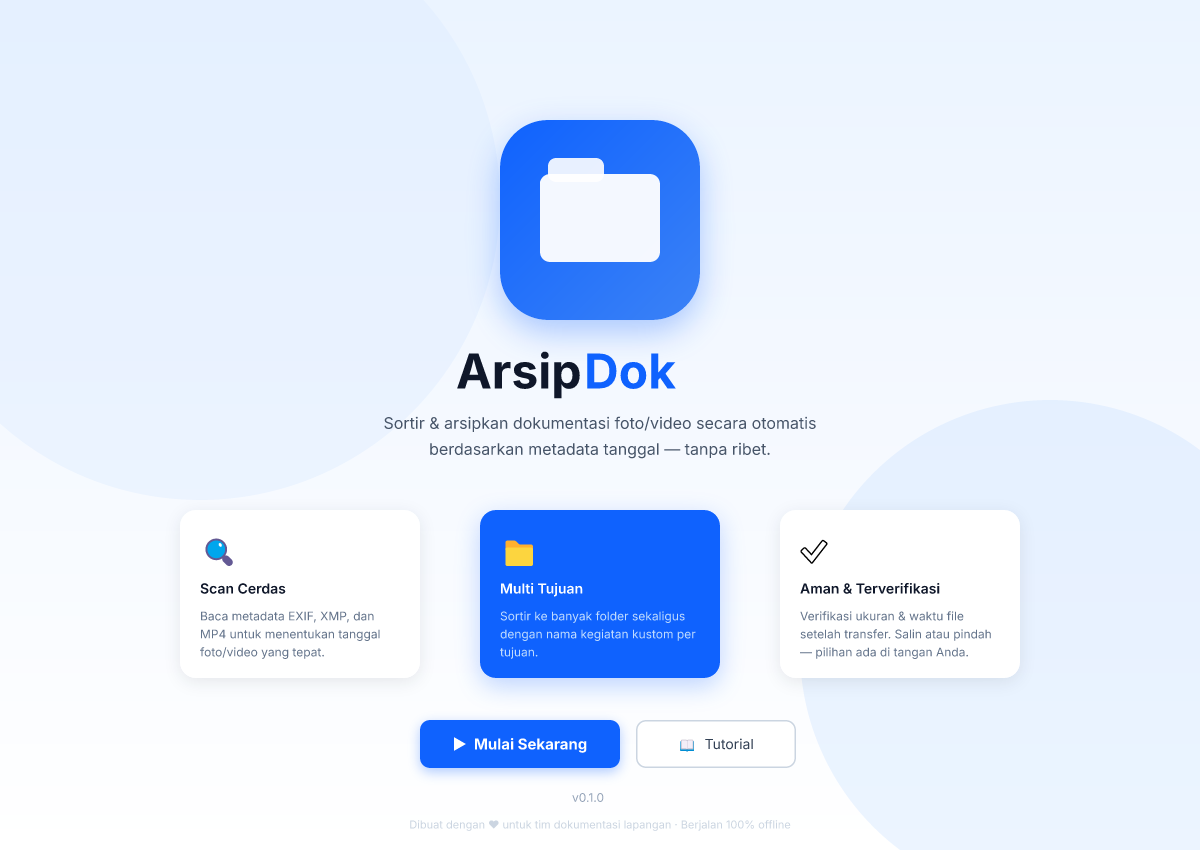 ArsipDok
Sortir & arsipkan dokumentasi foto/video secara otomatis
berdasarkan metadata tanggal — tanpa ribet.
Scan Cerdas
Baca metadata EXIF, XMP, dan
MP4 untuk menentukan tanggal
foto/video yang tepat.
Multi Tujuan
Sortir ke banyak folder sekaligus
dengan nama kegiatan kustom per
tujuan.
Aman & Terverifikasi
Verifikasi ukuran & waktu file
setelah transfer. Salin atau pindah
— pilihan ada di tangan Anda.
▶ Mulai Sekarang
📖 Tutorial
v0.1.0
Dibuat dengan ♥ untuk tim dokumentasi lapangan · Berjalan 100% offline